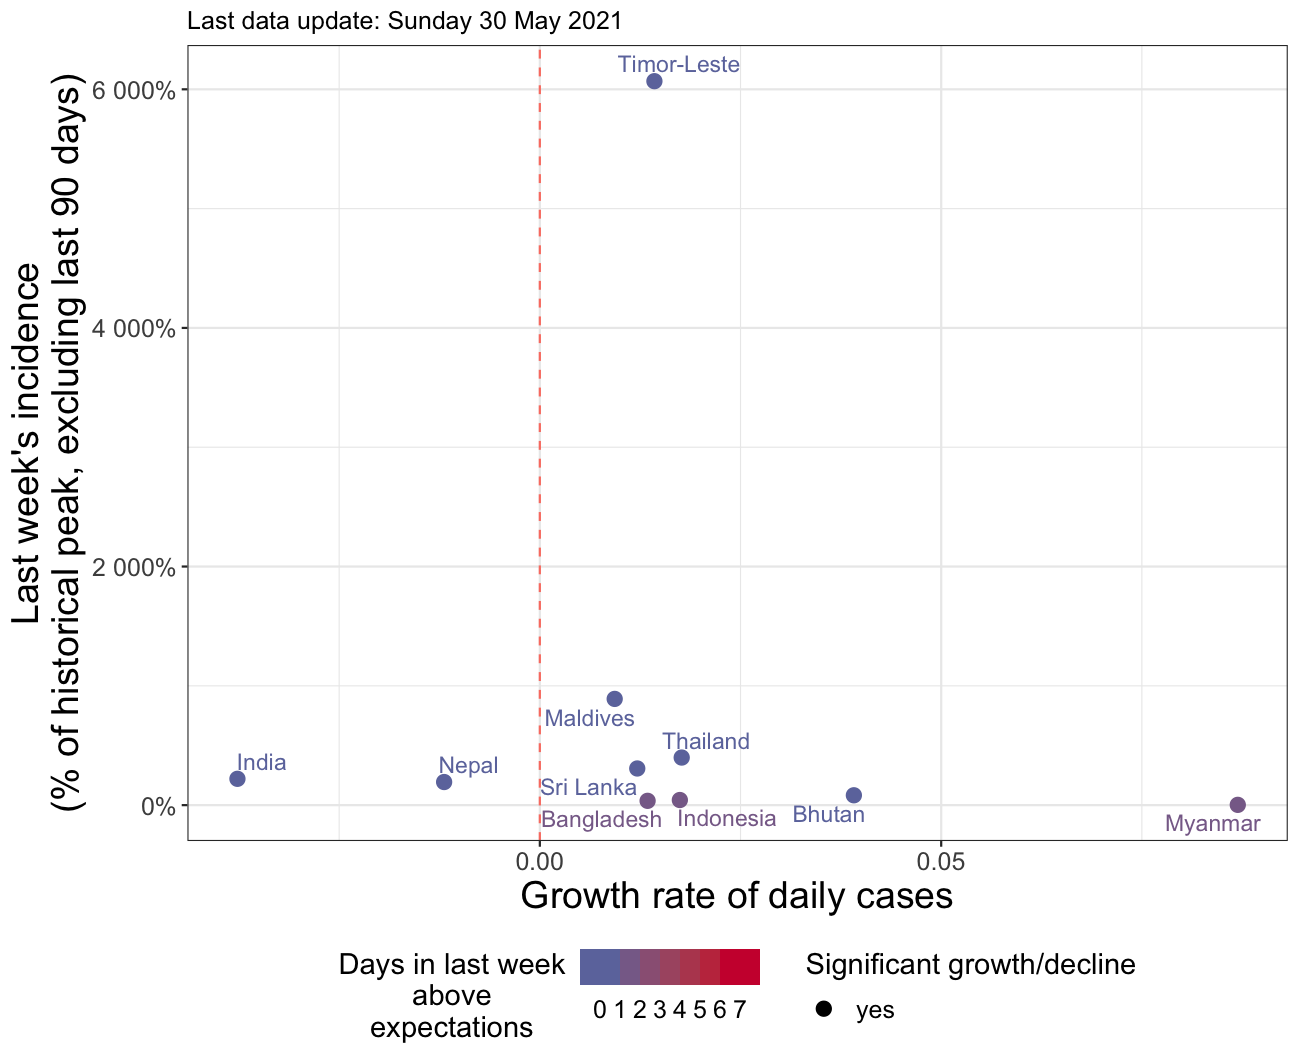 Last data update: Sunday 30 May 2021
Last week's incidence
(% of historical peak, excluding last 90 days)
6 000%
4 000%
2 000%
0%
Timor-Leste
Maldives
Thailand
India
Nepal
Sri Lanka
Bangladesh
Indonesia
Bhutan
Myanmar
0.00
0.05
Growth rate of daily cases
Days in last week
above
expectations
0 1 2 3 4 5 6 7
Significant growth/decline
yes